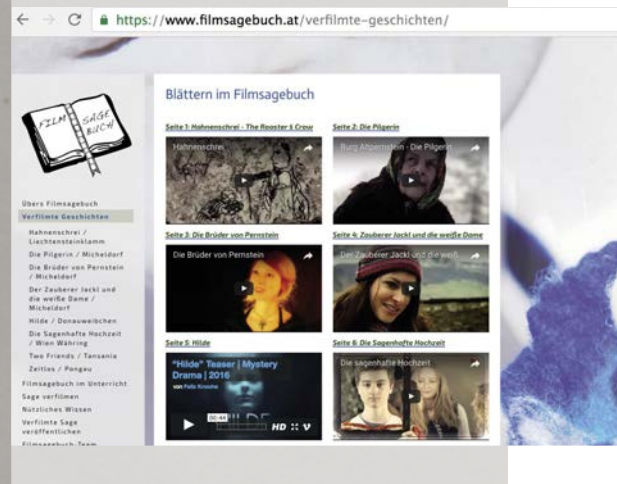 https://www.filmsagebuch.at/verfilmte-geschichten/
FILM SAGE
BUCH
Übers Filmsagebuch
Verfilmte Geschichten
Hahnenschrei /
Liechtensteinklamm
Die Pilgerin / Micheldorf
Die Brüder von Pernstein
/ Micheldorf
Der Zauberer Jackl und
die weiße Dame /
Micheldorf
Hilde / Donauweibchen
Die Sagenhafte Hochzeit
/ Wien Währing
Two Friends / Tansania
Zeitlos / Pongau
Filmsagebuch im Unterricht
Sage verfilmen
Nützliches Wissen
Verfilmte Sage
veröffentlichen
Filmsagebuch-Team
Blättern im Filmsagebuch
Seite 1: Hahnenschrei - The Rooster´s Crow
Hahnenschrei
Seite 2: Die Pilgerin
Burg Altpernstein - Die Pilgerin
Seite 3: Die Brüder von Pernstein
Die Brüder von Pernstein
Seite 4: Zauberer Jackl und die weiße Dame
Der Zauberer Jackl und die weiß...
Seite 5: Hilde
"Hilde" Teaser | Mystery
Drama | 2016
von Felix Knoche
00:44
HILDE
HD
Seite 6: Die Sagenhafte Hochzeit
Die sagenhafte Hochzeit